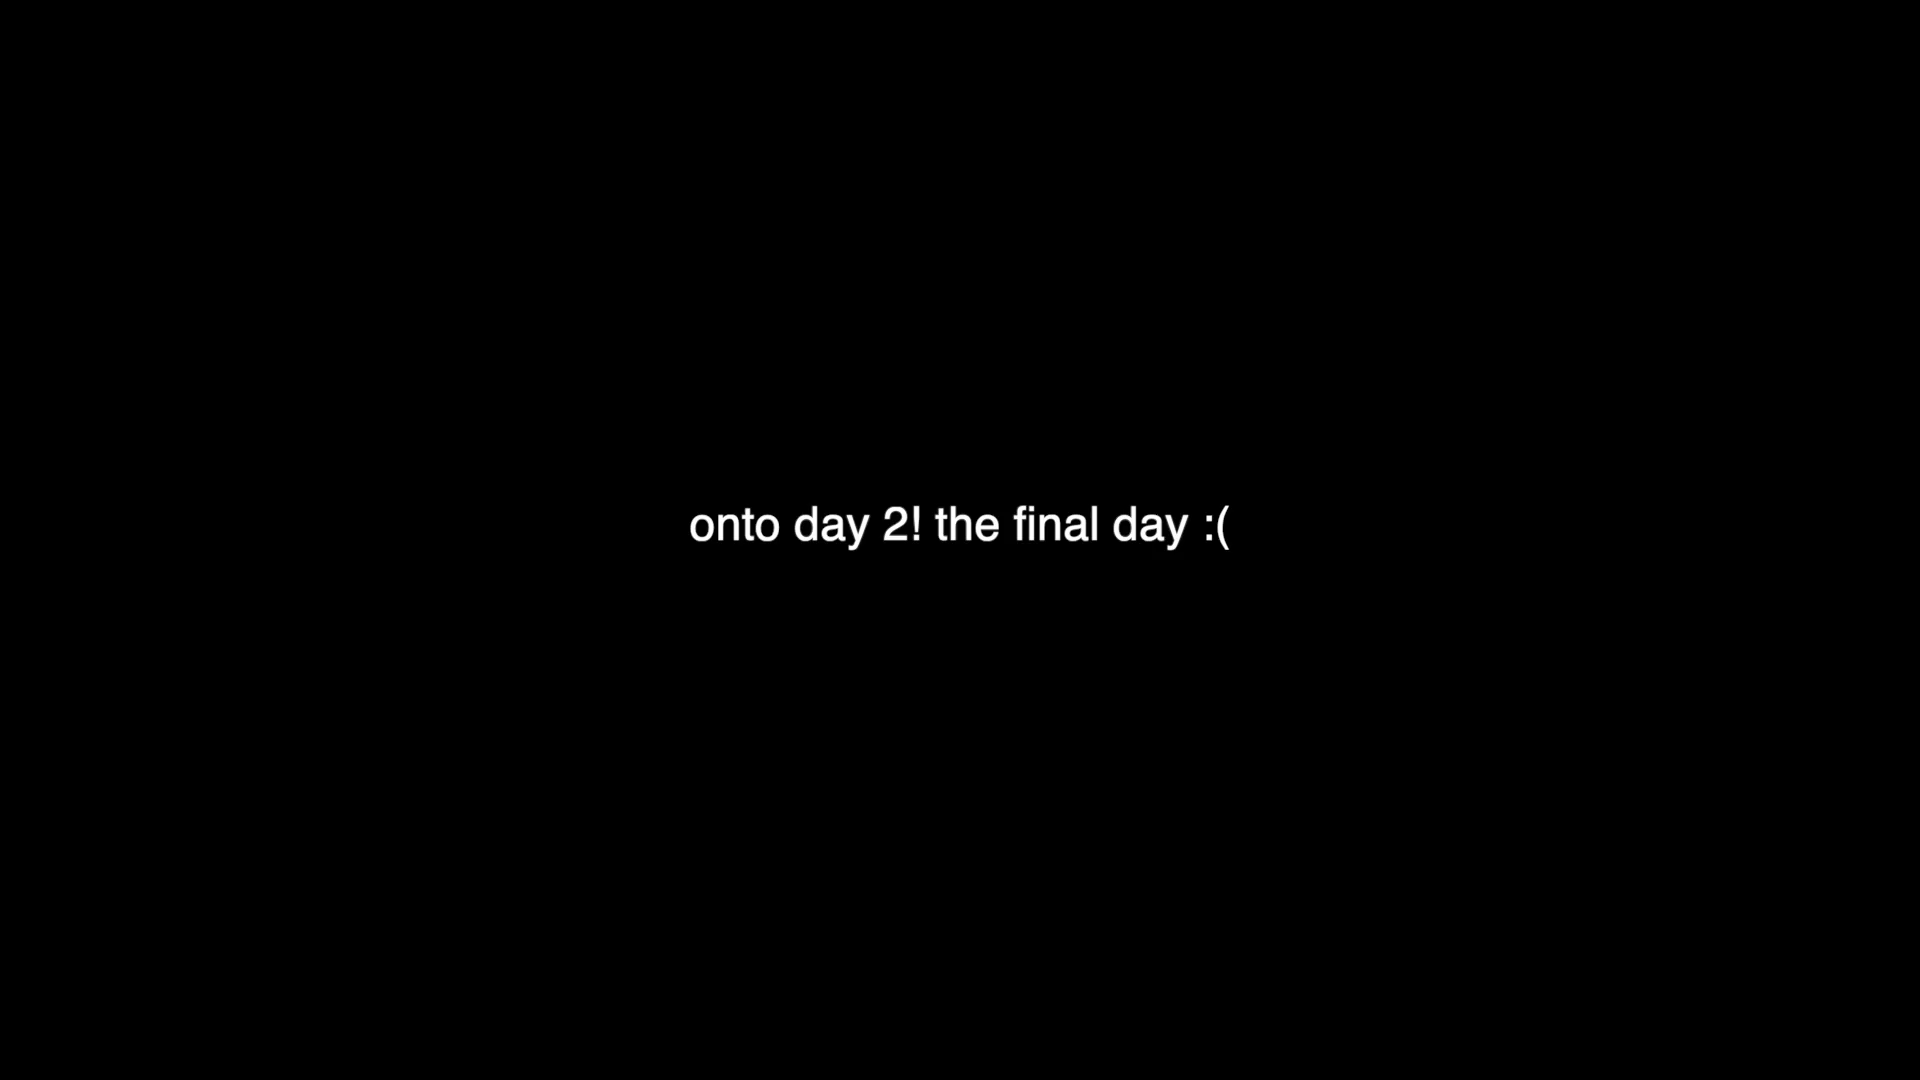 onto day 2! the final day :(